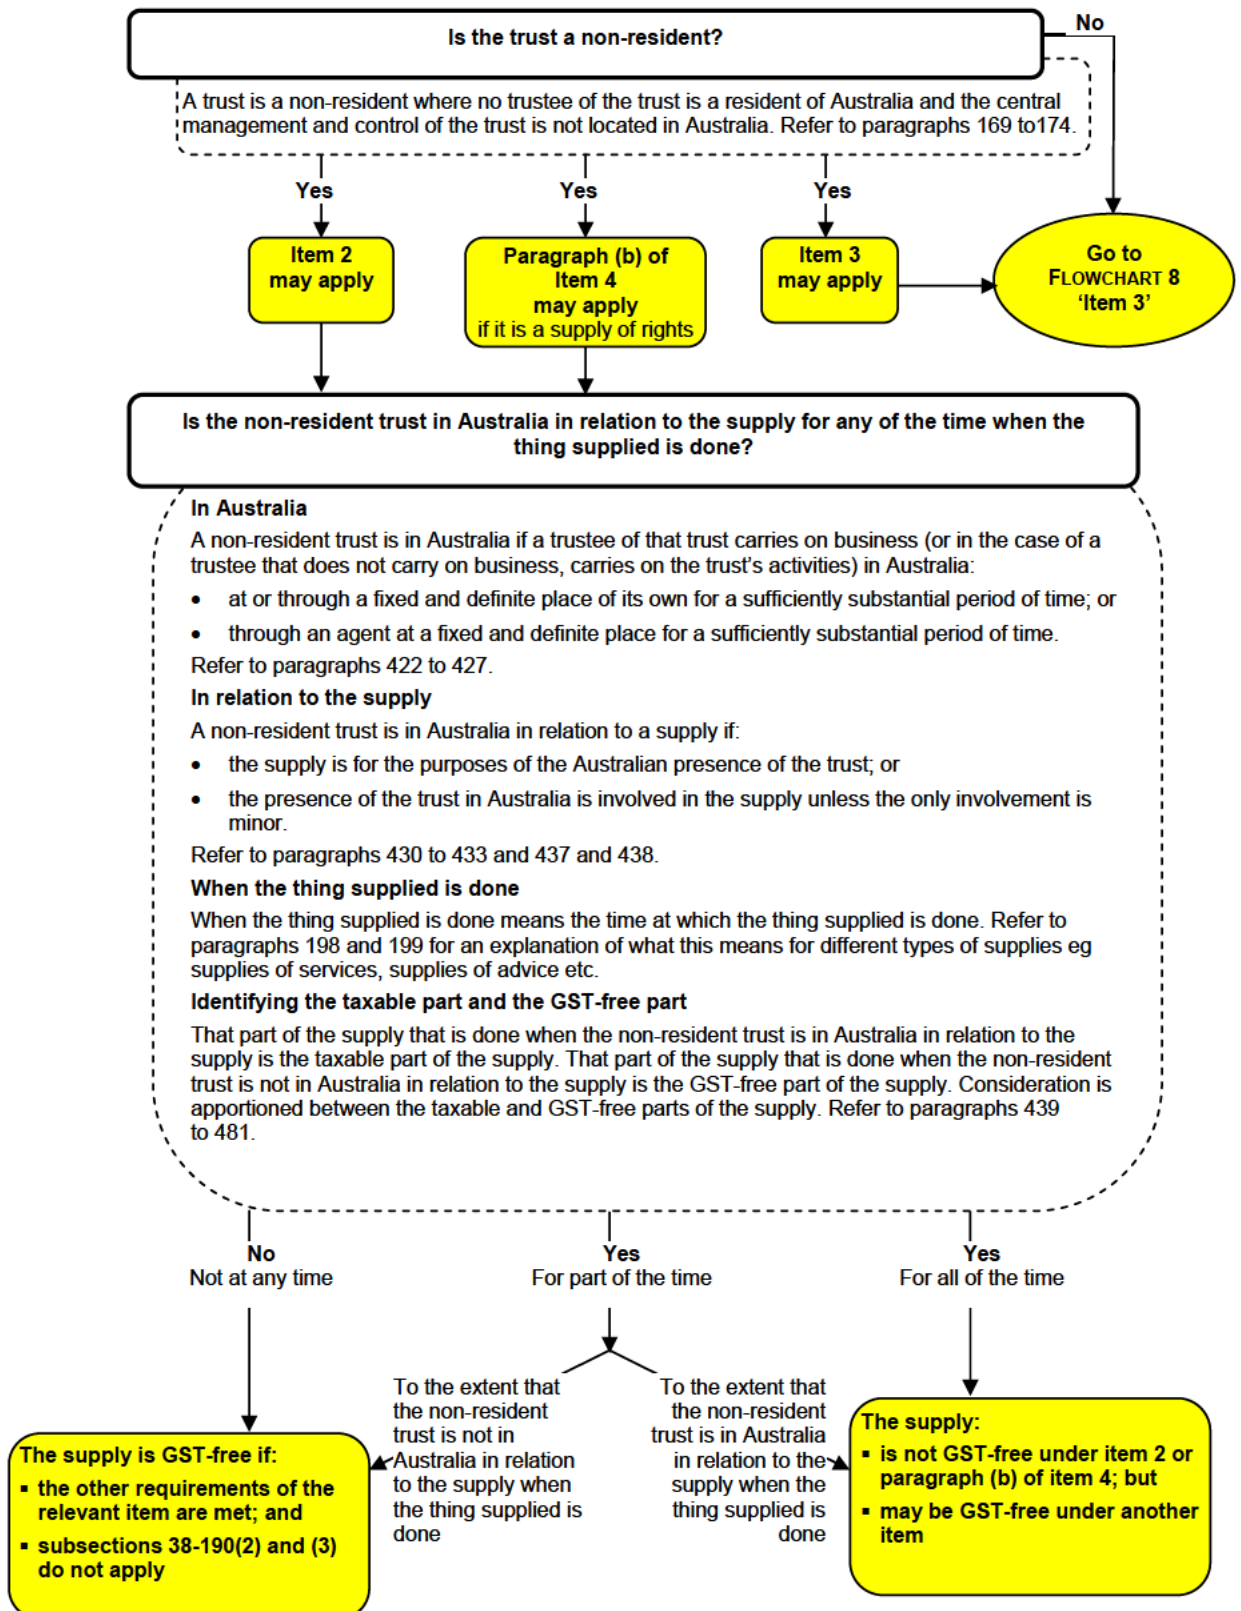 Is the trust a non-resident?
No
A trust is a non-resident where no trustee of the trust is a resident of Australia and the central
management and control of the trust is not located in Australia. Refer to paragraphs 169 to174.
Yes
Yes
Yes
Item 2
may apply
Paragraph (b) of
Item 4
may apply
if it is a supply of rights
Item 3
may apply
Go to
FLOWCHART 8
‘Item 3’
Is the non-resident trust in Australia in relation to the supply for any of the time when the
thing supplied is done?
In Australia
A non-resident trust is in Australia if a trustee of that trust carries on business (or in the case of a
trustee that does not carry on business, carries on the trust’s activities) in Australia:
• at or through a fixed and definite place of its own for a sufficiently substantial period of time; or
• through an agent at a fixed and definite place for a sufficiently substantial period of time.
Refer to paragraphs 422 to 427.
In relation to the supply
A non-resident trust is in Australia in relation to a supply if:
• the supply is for the purposes of the Australian presence of the trust; or
• the presence of the trust in Australia is involved in the supply unless the only involvement is
minor.
Refer to paragraphs 430 to 433 and 437 and 438.
When the thing supplied is done
When the thing supplied is done means the time at which the thing supplied is done. Refer to
paragraphs 198 and 199 for an explanation of what this means for different types of supplies eg
supplies of services, supplies of advice etc.
Identifying the taxable part and the GST-free part
That part of the supply that is done when the non-resident trust is in Australia in relation to the
supply is the taxable part of the supply. That part of the supply that is done when the non-resident
trust is not in Australia in relation to the supply is the GST-free part of the supply. Consideration is
apportioned between the taxable and GST-free parts of the supply. Refer to paragraphs 439
to 481.
No
Not at any time
Yes
For part of the time
Yes
For all of the time
To the extent that
the non-resident
trust is not in
Australia in relation
to the supply when
the thing supplied is
done
To the extent that
the non-resident
trust is in Australia
in relation to the
supply when the
thing supplied is
done
The supply is GST-free if:
▪ the other requirements of the
relevant item are met; and
▪ subsections 38-190(2) and (3)
do not apply
The supply:
▪ is not GST-free under item 2 or
paragraph (b) of item 4; but
▪ may be GST-free under another
item